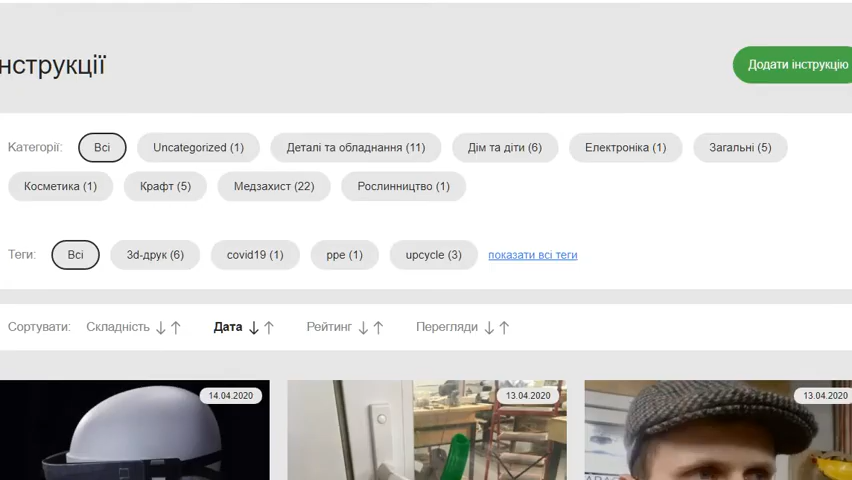 нструкції
Додати інструкцію
Категорії: Всі Uncategorized (1) Деталі та обладнання (11) Дім та діти (6) Електроніка (1) Загальні (5)
Косметика (1) Крафт (5) Медзахист (22) Рослинництво (1)
Теги: Всі 3d-друк (6) covid19 (1) ppe (1) upcycle (3) показати всі теги
Сортувати: Складність ↓↑ Дата ↓↑ Рейтинг ↓↑ Перегляди ↓↑
14.04.2020 13.04.2020 13.04.2020